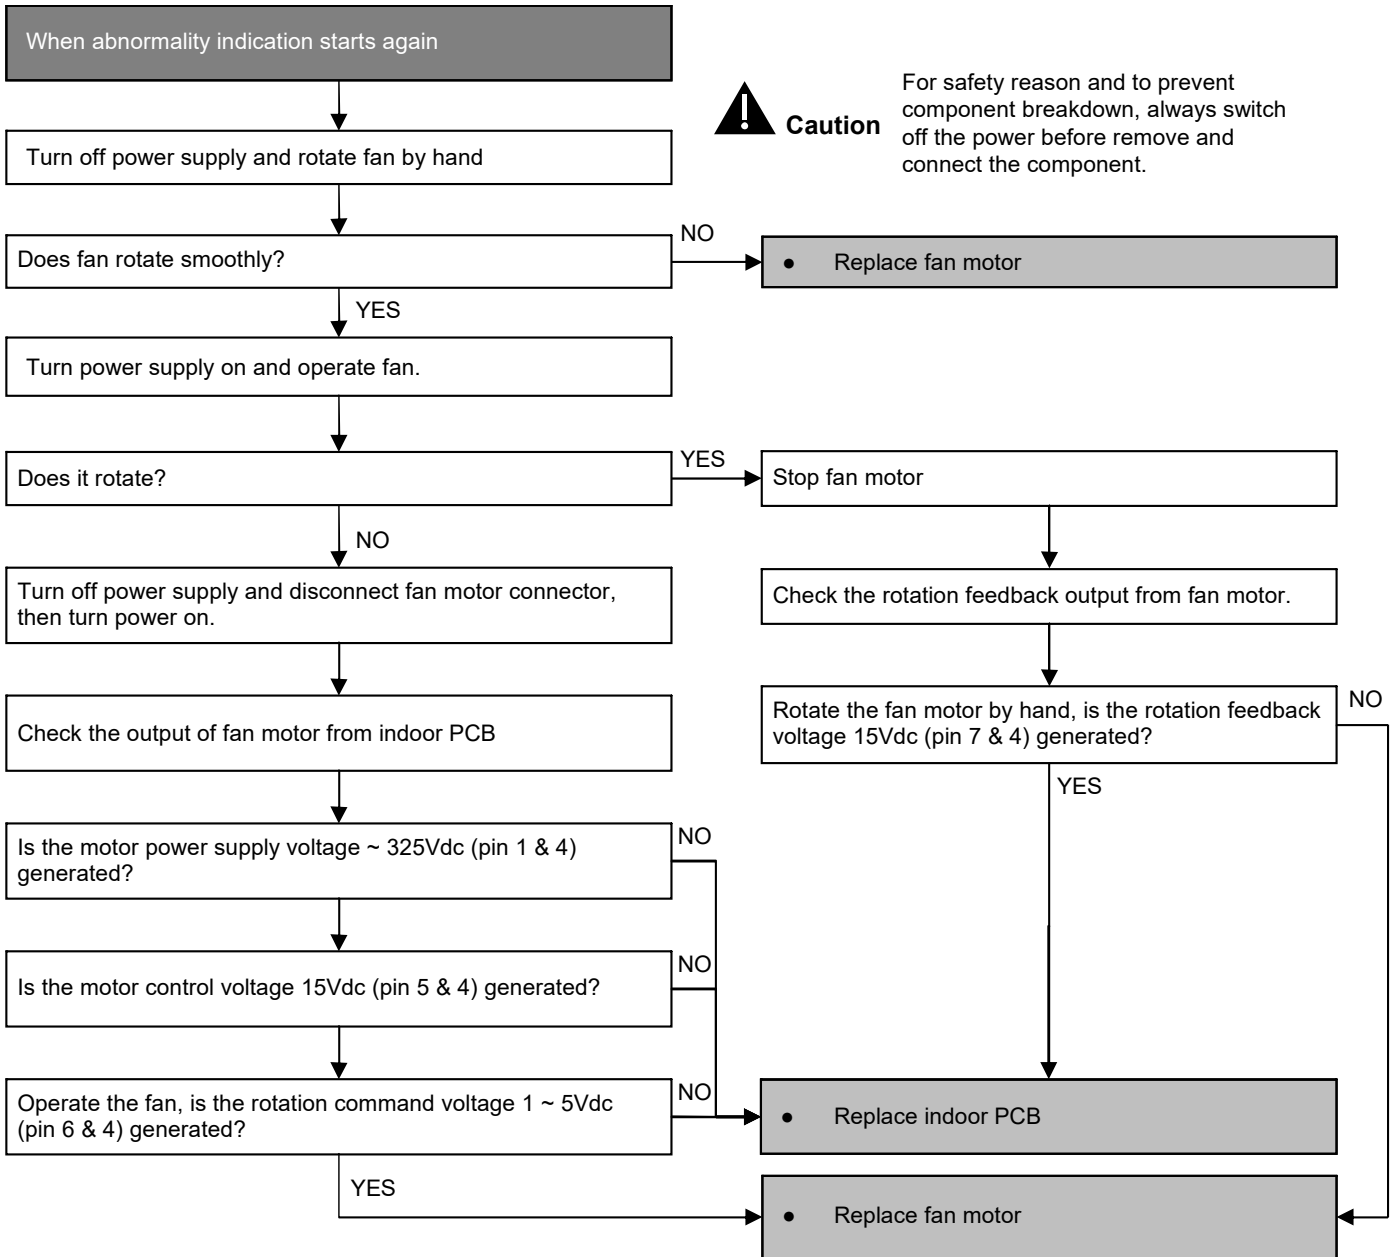 When abnormality indication starts again
Caution
For safety reason and to prevent
component breakdown, always switch
off the power before remove and
connect the component.
Turn off power supply and rotate fan by hand
Does fan rotate smoothly?
NO
● Replace fan motor
YES
Turn power supply on and operate fan.
Does it rotate?
YES
Stop fan motor
NO
Turn off power supply and disconnect fan motor connector,
then turn power on.
Check the rotation feedback output from fan motor.
Check the output of fan motor from indoor PCB
Rotate the fan motor by hand, is the rotation feedback
voltage 15Vdc (pin 7 & 4) generated?
NO
YES
Is the motor power supply voltage ~ 325Vdc (pin 1 & 4)
generated?
NO
Is the motor control voltage 15Vdc (pin 5 & 4) generated?
NO
Operate the fan, is the rotation command voltage 1 ~ 5Vdc
(pin 6 & 4) generated?
NO
● Replace indoor PCB
YES
● Replace fan motor